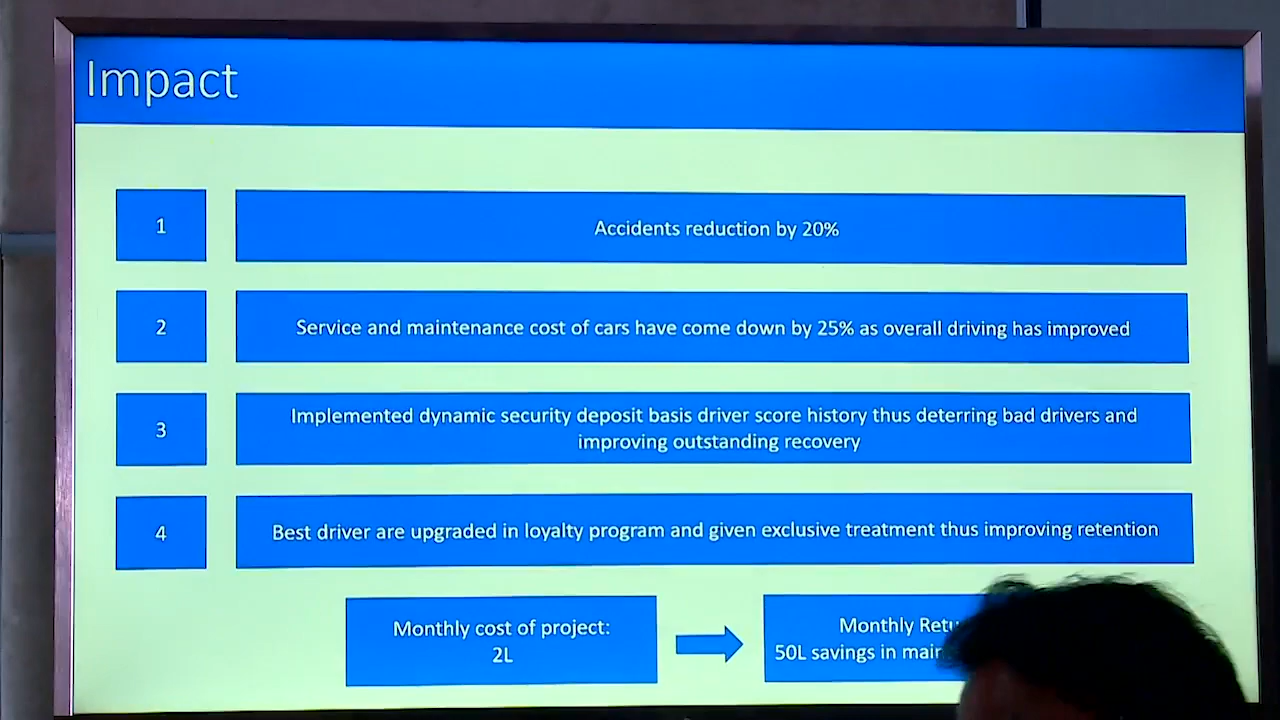 Impact
1
Accidents reduction by 20%
2
Service and maintenance cost of cars have come down by 25% as overall driving has improved
3
Implemented dynamic security deposit basis driver score history thus deterring bad drivers and
improving outstanding recovery
4
Best driver are upgraded in loyalty program and given exclusive treatment thus improving retention
Monthly cost of project:
2L
Monthly
50L savings in